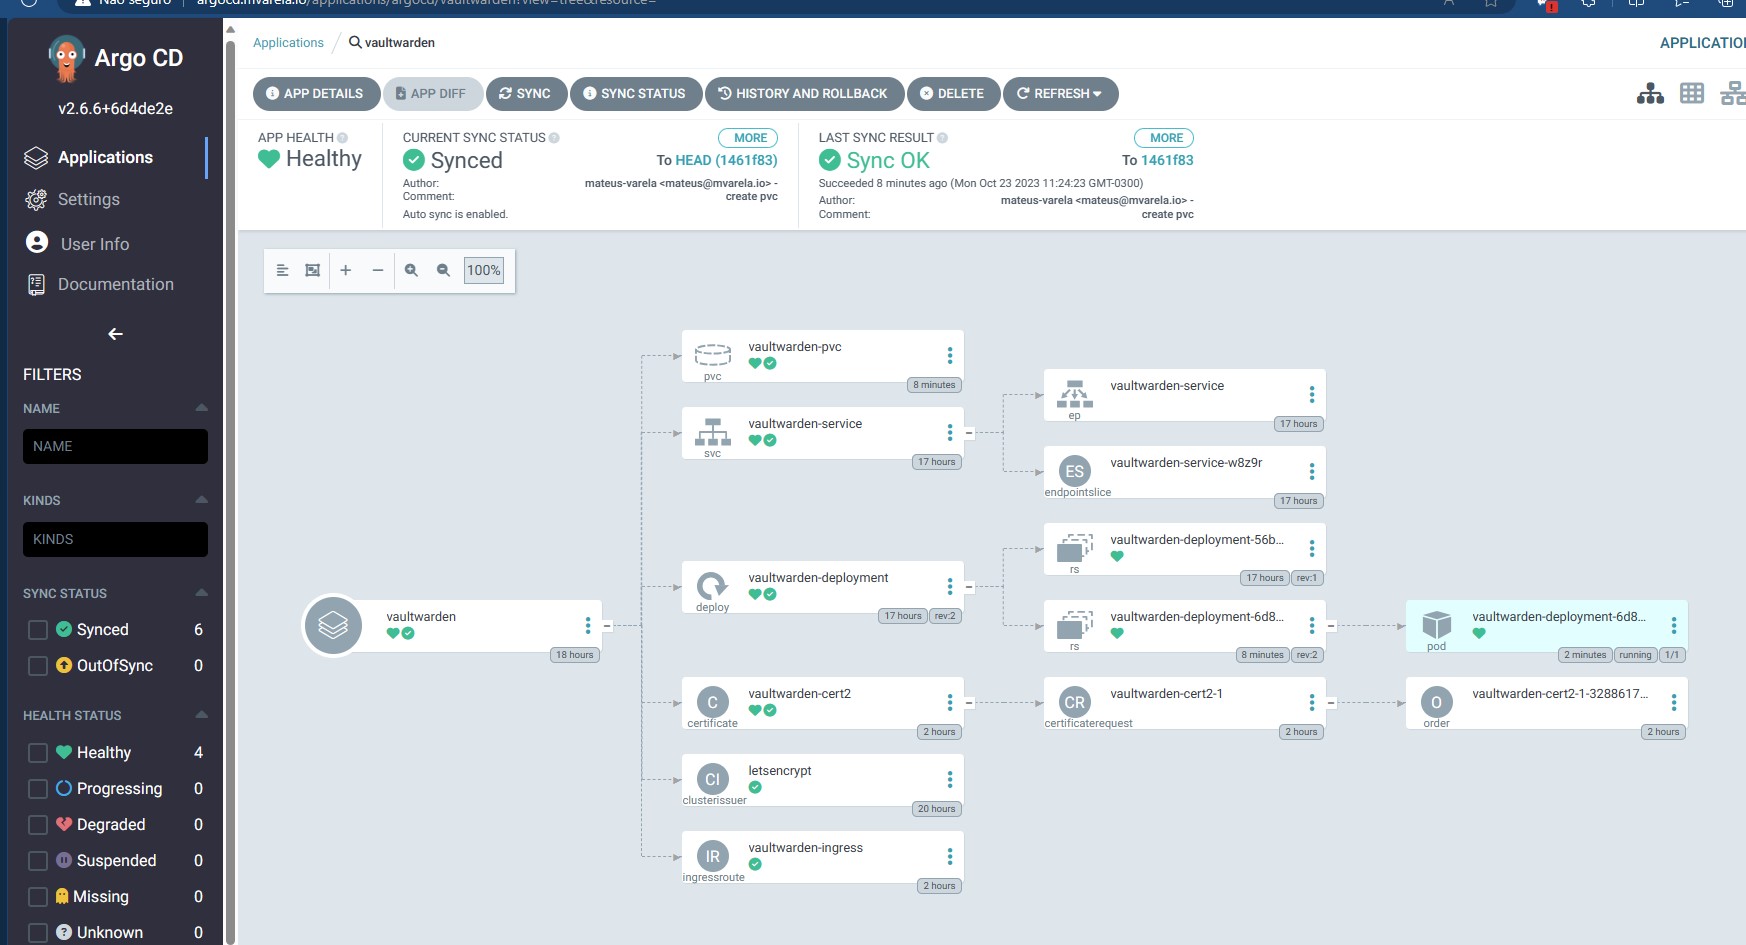 Não seguro
argocd.mvarela.io/applications/argocd/vaultwarden?view=tree&resource=
Argo CD
v2.6.6+6d4de2e
Applications
Settings
User Info
Documentation
FILTERS
NAME
NAME
KINDS
KINDS
SYNC STATUS
Synced 6
OutOfSync 0
HEALTH STATUS
Healthy 4
Progressing 0
Degraded 0
Suspended 0
Missing 0
Unknown 0
Applications / vaultwarden
APPLICATIO
APP DETAILS
APP DIFF
SYNC
SYNC STATUS
HISTORY AND ROLLBACK
DELETE
REFRESH
APP HEALTH
Healthy
CURRENT SYNC STATUS
MORE
Synced
To HEAD (1461f83)
Author: mateus-varela <mateus@mvarela.io> -
Comment: create pvc
Auto sync is enabled.
LAST SYNC RESULT
MORE
Sync OK
To 1461f83
Succeeded 8 minutes ago (Mon Oct 23 2023 11:24:23 GMT-0300)
Author: mateus-varela <mateus@mvarela.io> -
Comment: create pvc
100%
vaultwarden
18 hours
vaultwarden-pvc
pvc
8 minutes
vaultwarden-service
svc
17 hours
vaultwarden-service
ep
17 hours
ES
vaultwarden-service-w8z9r
endpointslice
17 hours
vaultwarden-deployment
deploy
17 hours rev:2
vaultwarden-deployment-56b...
rs
17 hours rev:1
vaultwarden-deployment-6d8...
rs
8 minutes rev:2
vaultwarden-deployment-6d8...
pod
2 minutes running 1/1
C
vaultwarden-cert2
certificate
2 hours
CR
vaultwarden-cert2-1
certificaterequest
2 hours
O
vaultwarden-cert2-1-3288617...
order
2 hours
CI
letsencrypt
clusterissuer
20 hours
IR
vaultwarden-ingress
ingressroute
2 hours